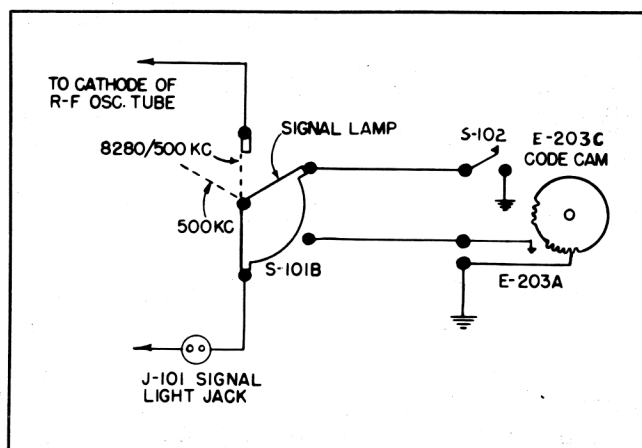 TO CATHODE OF
R-F OSC. TUBE
SIGNAL LAMP
S-102
E-203C
CODE CAM
8280/500 KC
500 KC
S-101B
E-203A
J-101 SIGNAL
LIGHT JACK